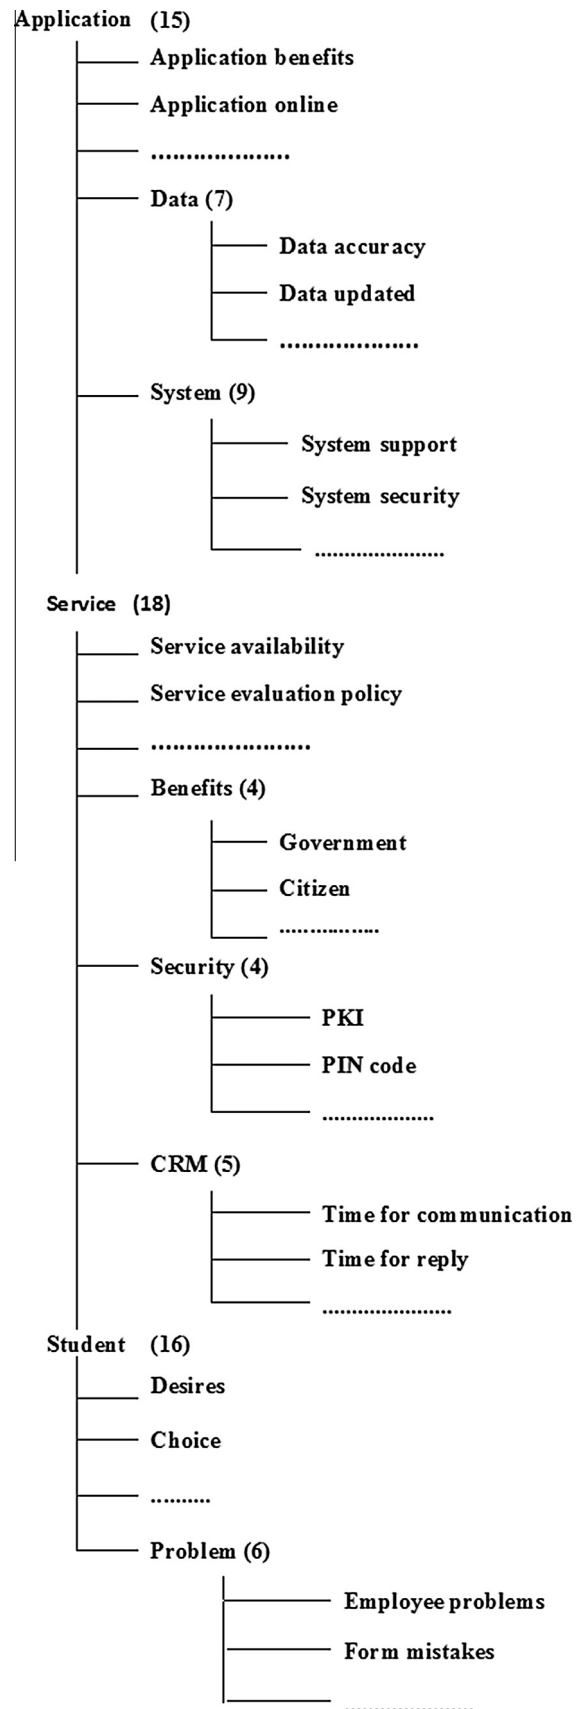 Application (15)
Application benefits
Application online
....................
Data (7)
Data accuracy
Data updated
....................
System (9)
System support
System security
......................
Service (18)
Service availability
Service evaluation policy
.......................
Benefits (4)
Government
Citizen
.................
Security (4)
PKI
PIN code
...................
CRM (5)
Time for communication
Time for reply
......................
Student (16)
Desires
Choice
..........
Problem (6)
Employee problems
Form mistakes
......................